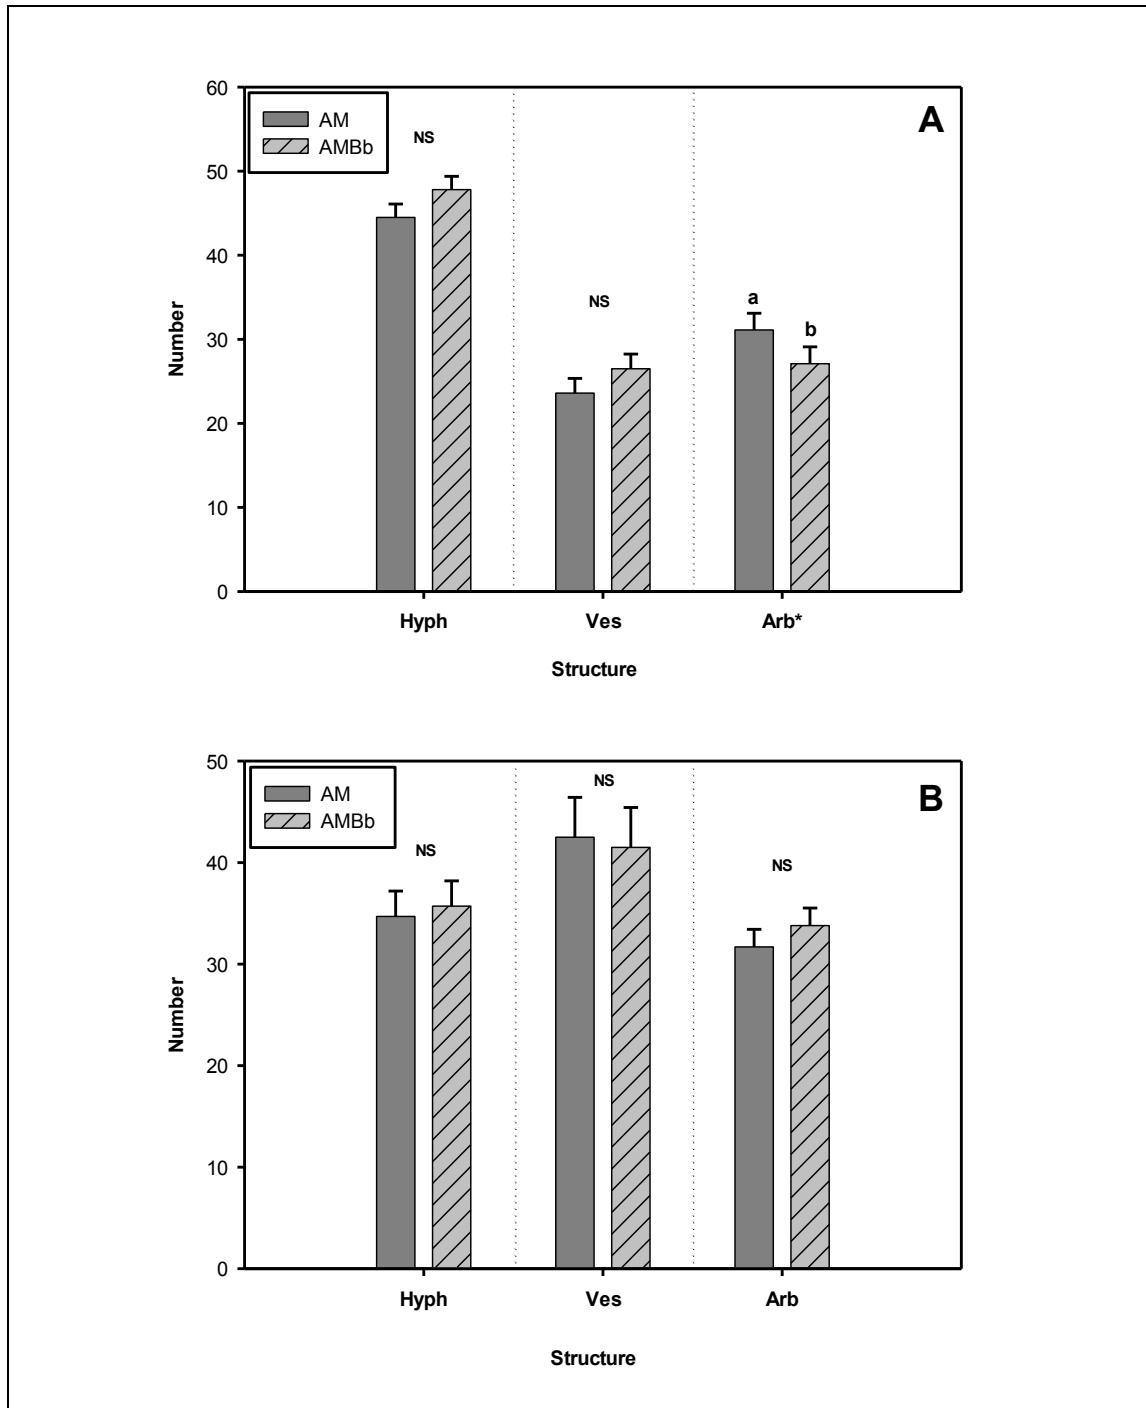 60
50
40
30
20
10
0
Number
AM
AMBb
NS
NS
a
b
A
Hyph Ves Arb*
Structure
50
40
30
20
10
0
Number
AM
AMBb
NS
NS
NS
B
Hyph Ves Arb
Structure